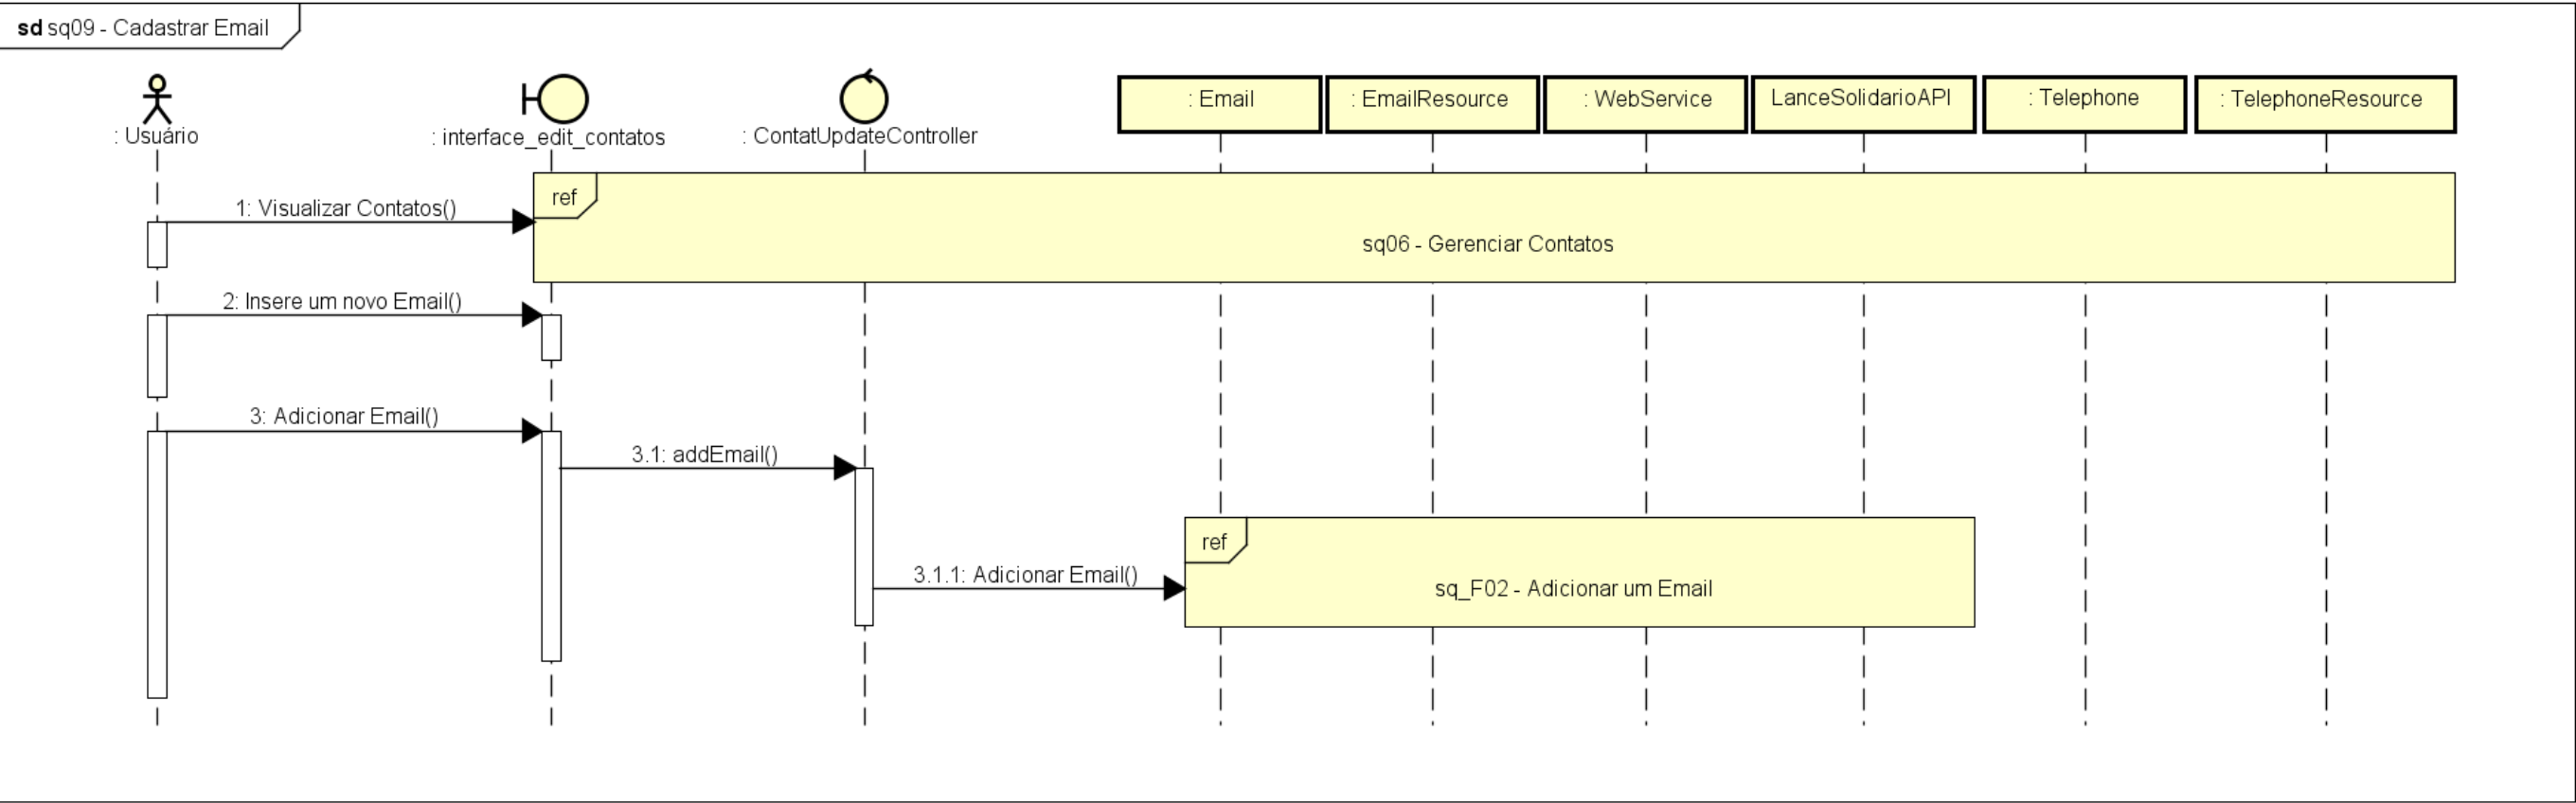 sd sq09 - Cadastrar Email
: Usuário
: interface_edit_contatos
: ContatUpdateController
: Email
: EmailResource
: WebService
LanceSolidarioAPI
: Telephone
: TelephoneResource
ref
1: Visualizar Contatos()
sq06 - Gerenciar Contatos
2: Insere um novo Email()
3: Adicionar Email()
3.1: addEmail()
ref
3.1.1: Adicionar Email()
sq_F02 - Adicionar um Email